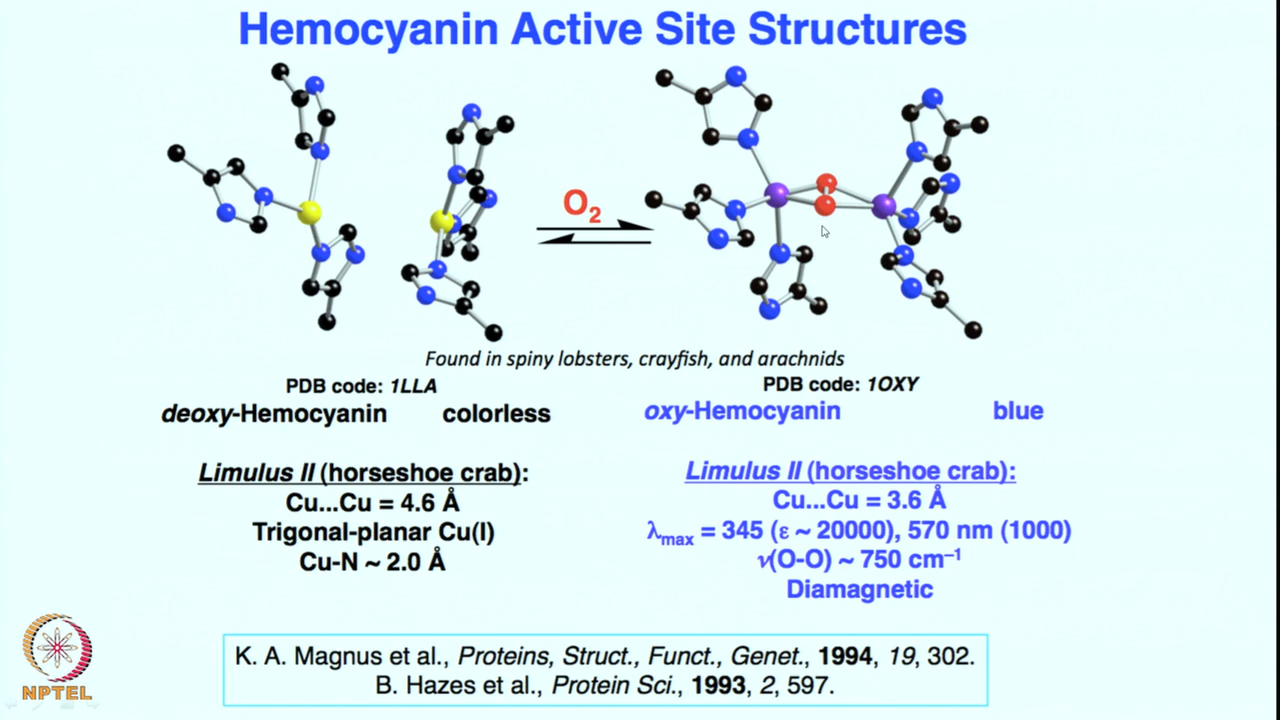 Hemocyanin Active Site Structures
O2
Found in spiny lobsters, crayfish, and arachnids
PDB code: 1LLA
PDB code: 1OXY
deoxy-Hemocyanin colorless
oxy-Hemocyanin blue
Limulus II (horseshoe crab):
Cu...Cu = 4.6 Å
Trigonal-planar Cu(I)
Cu-N ~ 2.0 Å
Limulus II (horseshoe crab):
Cu...Cu = 3.6 Å
λmax = 345 (ε ~ 20000), 570 nm (1000)
ν(O-O) ~ 750 cm⁻¹
Diamagnetic
K. A. Magnus et al., Proteins, Struct., Funct., Genet., 1994, 19, 302.
B. Hazes et al., Protein Sci., 1993, 2, 597.
NPTEL